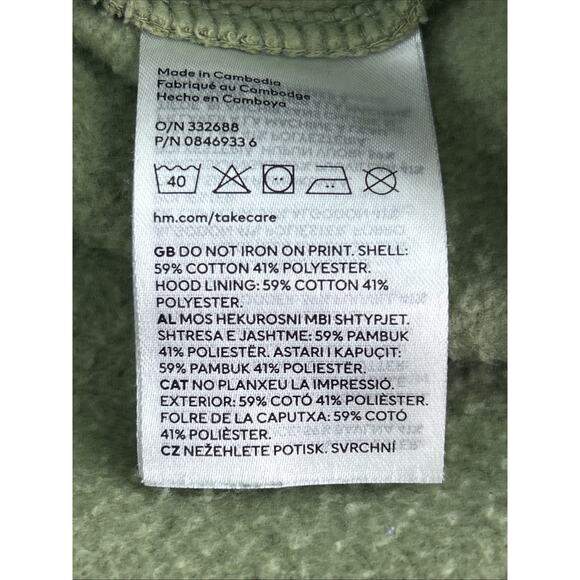 Made in Cambodia
Fabriqué au Cambodge
Hecho en Camboya
O/N 332688
P/N 0846933 6
40
hm.com/takecare
GB DO NOT IRON ON PRINT. SHELL:
59% COTTON 41% POLYESTER.
HOOD LINING: 59% COTTON 41%
POLYESTER.
AL MOS HEKUROSNI MBI SHTYPJET.
SHTRESA E JASHTME: 59% PAMBUK
41% POLIESTËR. ASTARI I KAPUÇIT:
59% PAMBUK 41% POLIESTËR.
CAT NO PLANXEU LA IMPRESSIÓ.
EXTERIOR: 59% COTÓ 41% POLIÈSTER.
FOLRE DE LA CAPUTXA: 59% COTÓ
41% POLIÈSTER.
CZ NEŽEHLETE POTISK. SVRCHNÍ